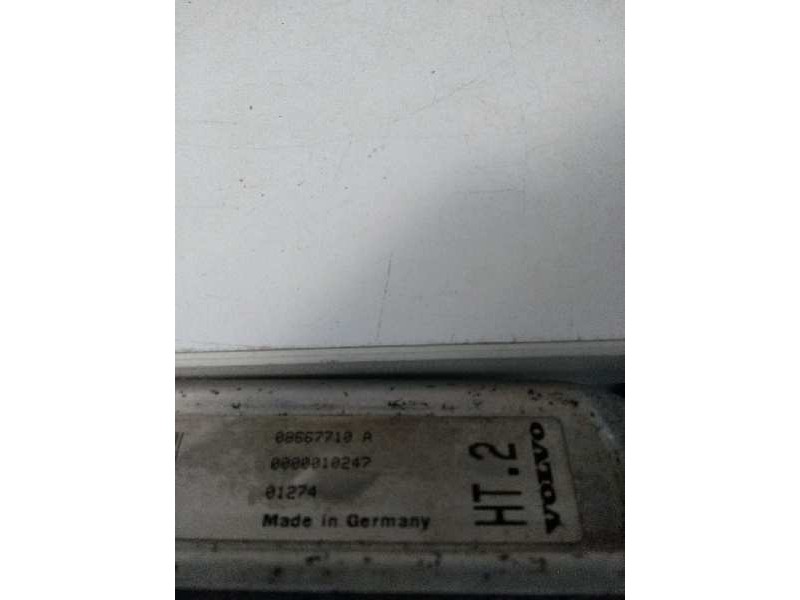 08667710 A
0000010247
01274
Made in Germany
HT.2
VOLVO